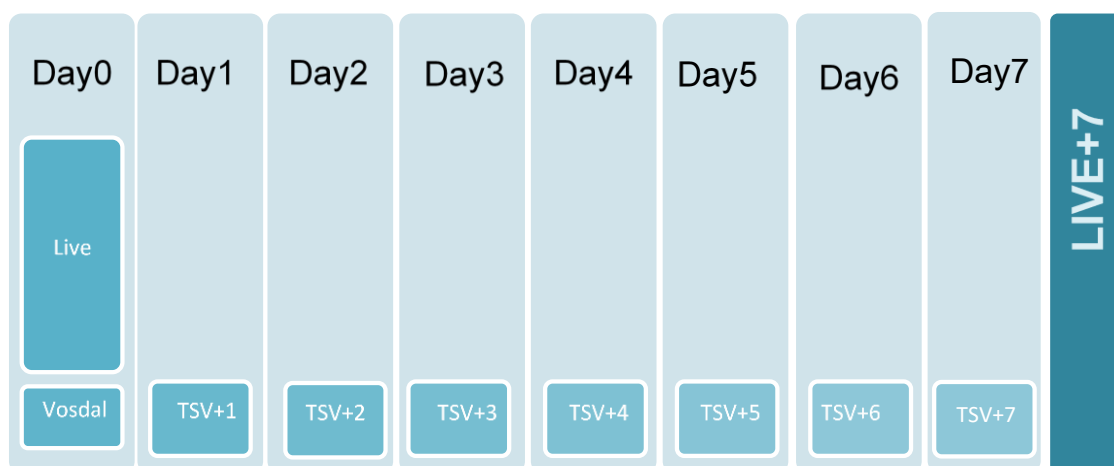 Day0
Day1
Day2
Day3
Day4
Day5
Day6
Day7
LIVE+7
Live
Vosdal
TSV+1
TSV+2
TSV+3
TSV+4
TSV+5
TSV+6
TSV+7